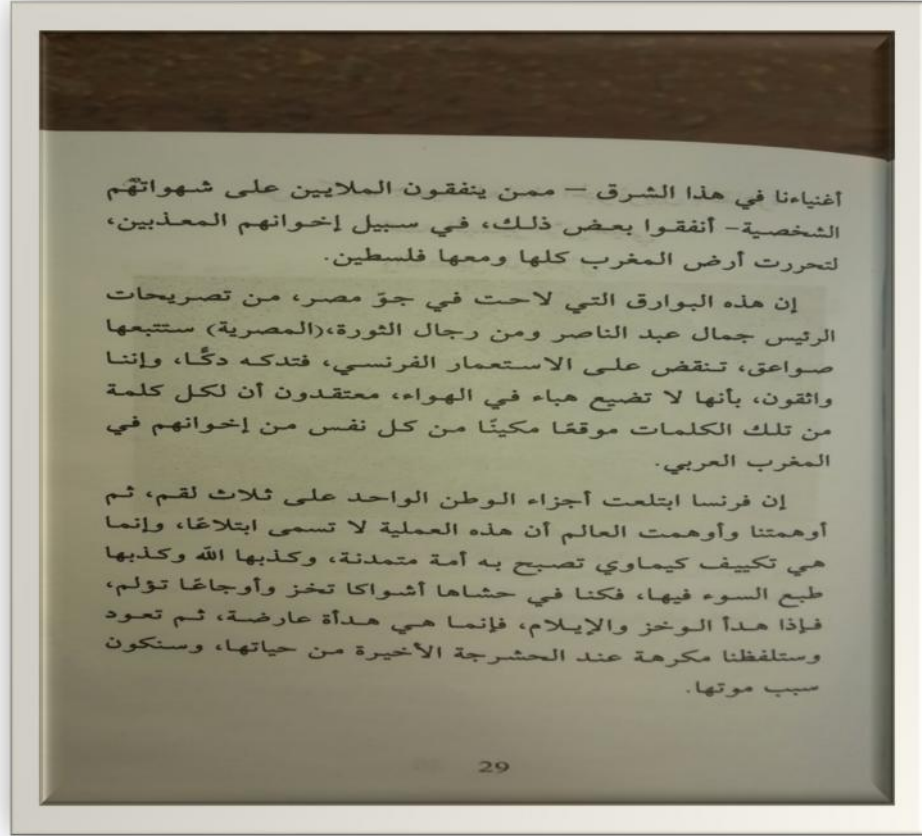 أغنياءنا في هذا الشرق – ممن ينفقون الملايين على شهواتهم
الشخصية- أنفقوا بعض ذلك، في سبيل إخوانهم المعذبين،
لتحررت أرض المغرب كلها ومعها فلسطين.
إن هذه البوارق التي لاحت في جوّ مصر، من تصريحات
الرئيس جمال عبد الناصر ومن رجال الثورة،(المصرية) ستتبعها
صواعق، تنقض على الاستعمار الفرنسي، فتدكه دكًّا، وإننا
واثقون، بأنها لا تضيع هباء في الهواء، معتقدون أن لكل كلمة
من تلك الكلمات موقعًا مكينًا من كل نفس من إخوانهم في
المغرب العربي.
إن فرنسا ابتلعت أجزاء الوطن الواحد على ثلاث لقم، ثم
أوهمتنا وأوهمت العالم أن هذه العملية لا تسمى ابتلاعًا، وإنما
هي تكييف كيماوي تصبح به أمة متمدنة، وكذبها الله وكذبها
طبع السوء فيها، فكنا في حشاها أشواكا تخز وأوجاعًا تؤلم،
فإذا هدأ الوخز والإيلام، فإنما هي هدأة عارضة، ثم تعود
وستلفظنا مكرهة عند الحشرجة الأخيرة من حياتها، وسنكون
سبب موتها.
29